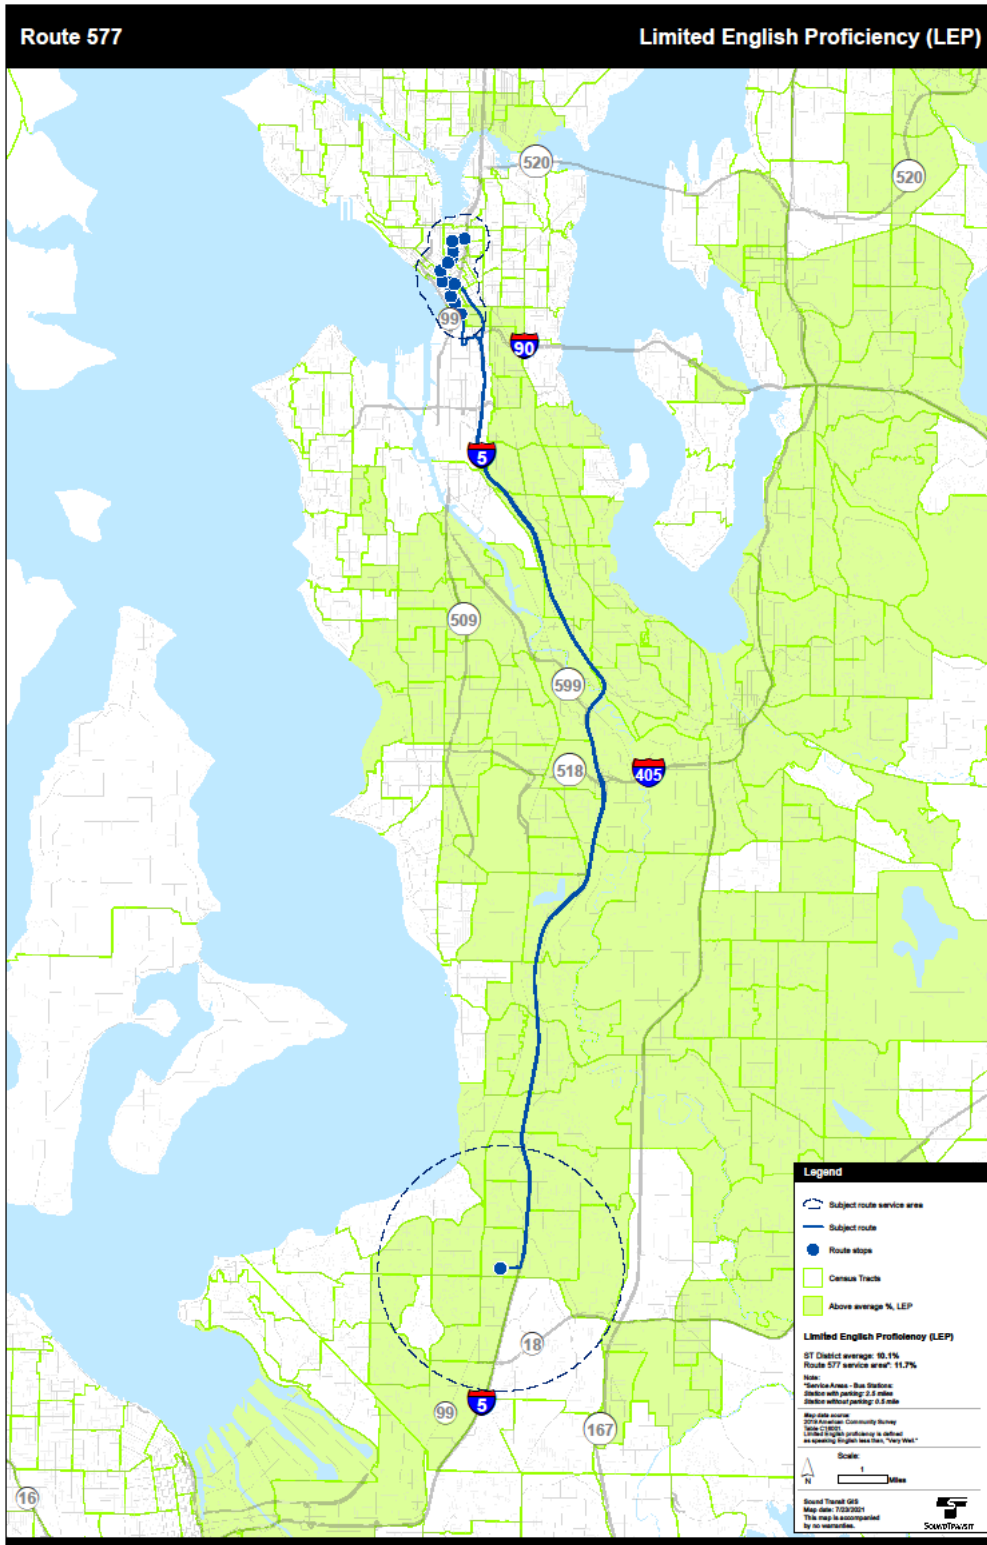 Route 577
Limited English Proficiency (LEP)
520
520
99
90
5
509
599
518
405
18
5
99
167
16
Legend
Subject route service area
Subject route
Route stops
Census Tracts
Above average %, LEP
Limited English Proficiency (LEP)
ST District average: 10.1%
Route 577 service area*: 11.7%
Note:
*Service Areas - Bus Stations:
Station with parking: 2.5 miles
Station without parking: 0.5 mile
Map data source:
2019 American Community Survey
Table C16001
Limited English proficiency is defined
as speaking English less than, "Very Well."
Scale:
1
Miles
N
Sound Transit GIS
Map date: 7/23/2021
This map is accompanied
by no warranties.
SOUNDTRANSIT